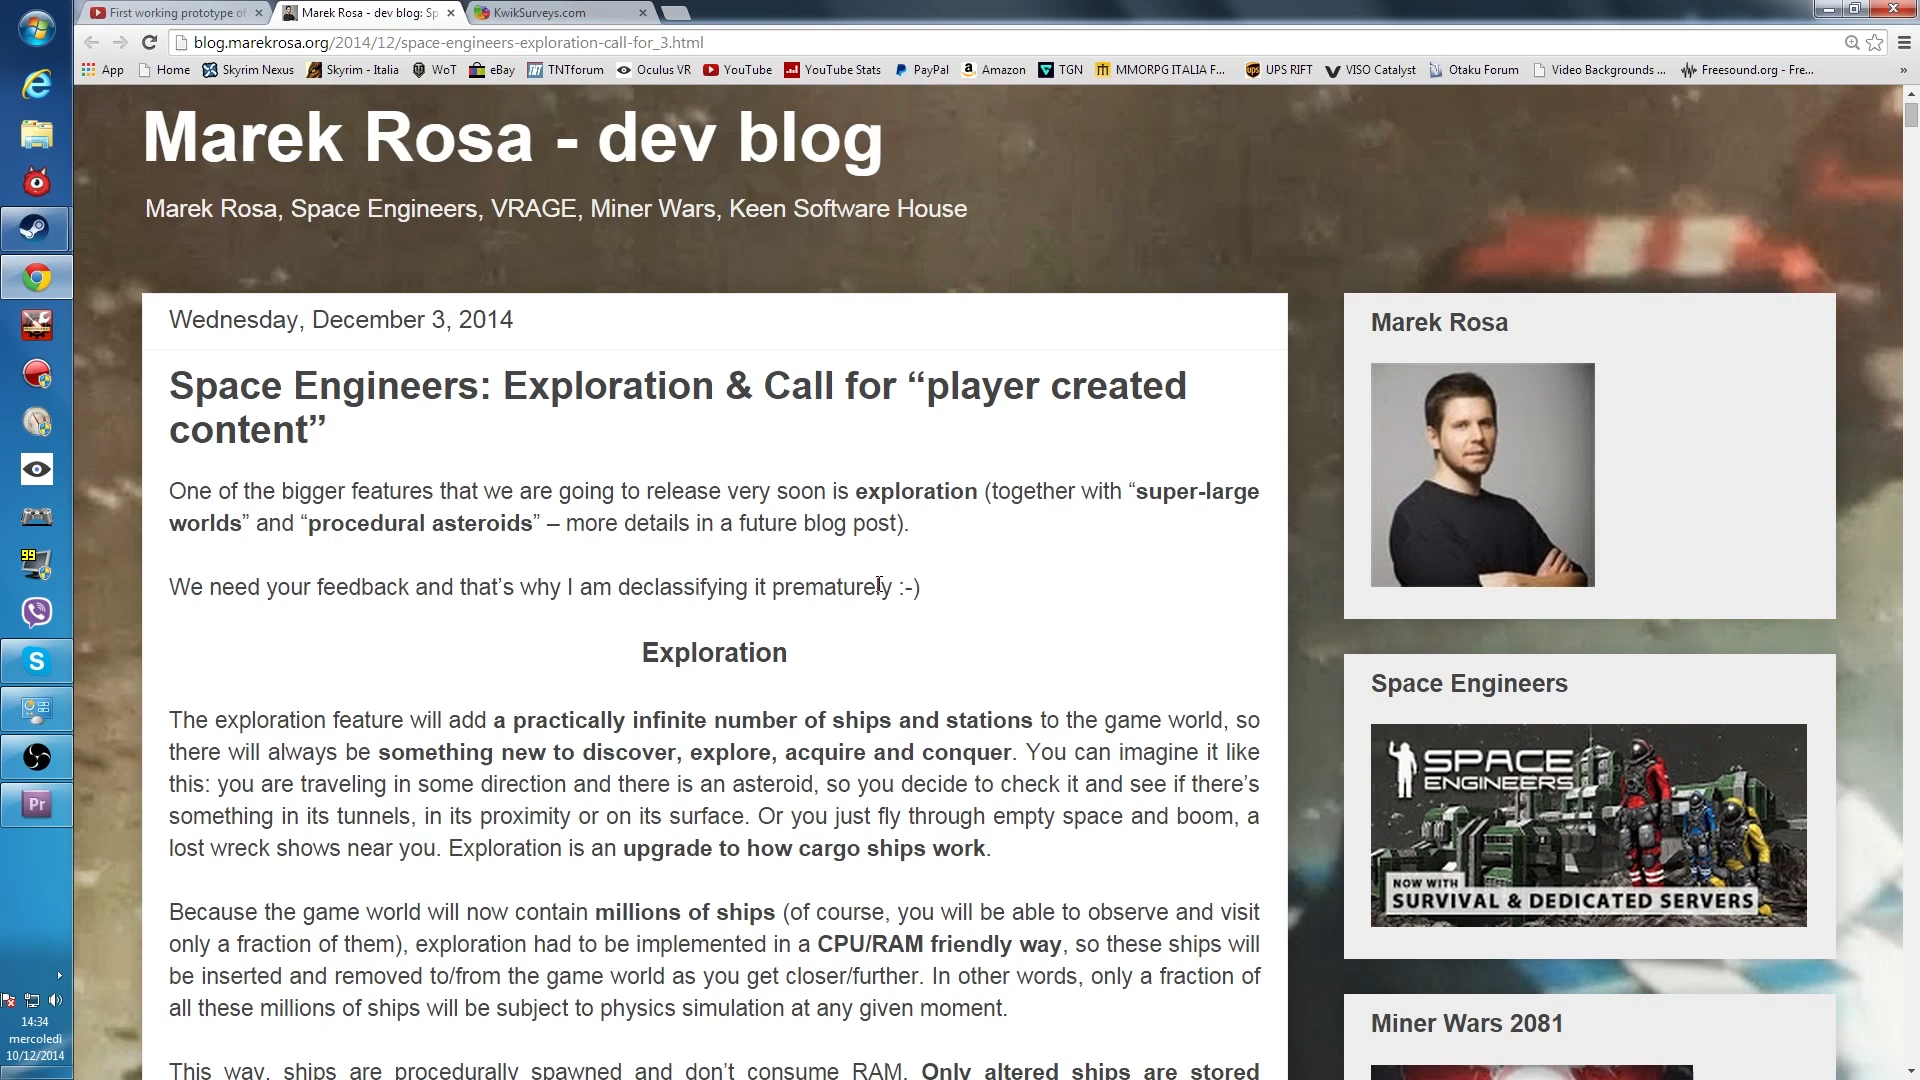 First working prototype of
Marek Rosa - dev blog: Sp
KwikSurveys.com
blog.marekrosa.org/2014/12/space-engineers-exploration-call-for_3.html
App
Home
Skyrim Nexus
Skyrim - Italia
WoT
eBay
TNTforum
Oculus VR
YouTube
YouTube Stats
PayPal
Amazon
TGN
MMORPG ITALIA F...
UPS RIFT
VISO Catalyst
Otaku Forum
Video Backgrounds ...
Freesound.org - Fre...
»
Marek Rosa - dev blog
Marek Rosa, Space Engineers, VRAGE, Miner Wars, Keen Software House
Wednesday, December 3, 2014
Space Engineers: Exploration & Call for “player created
content”
One of the bigger features that we are going to release very soon is exploration (together with “super-large
worlds” and “procedural asteroids” – more details in a future blog post).
We need your feedback and that’s why I am declassifying it prematurely :-)
Exploration
The exploration feature will add a practically infinite number of ships and stations to the game world, so
there will always be something new to discover, explore, acquire and conquer. You can imagine it like
this: you are traveling in some direction and there is an asteroid, so you decide to check it and see if there’s
something in its tunnels, in its proximity or on its surface. Or you just fly through empty space and boom, a
lost wreck shows near you. Exploration is an upgrade to how cargo ships work.
Because the game world will now contain millions of ships (of course, you will be able to observe and visit
only a fraction of them), exploration had to be implemented in a CPU/RAM friendly way, so these ships will
be inserted and removed to/from the game world as you get closer/further. In other words, only a fraction of
all these millions of ships will be subject to physics simulation at any given moment.
This way, ships are procedurally spawned and don’t consume RAM. Only altered ships are stored
Marek Rosa
Space Engineers
SPACE
ENGINEERS
NOW WITH
SURVIVAL & DEDICATED SERVERS
Miner Wars 2081
99
S
Pr
14:34
mercoledì
10/12/2014